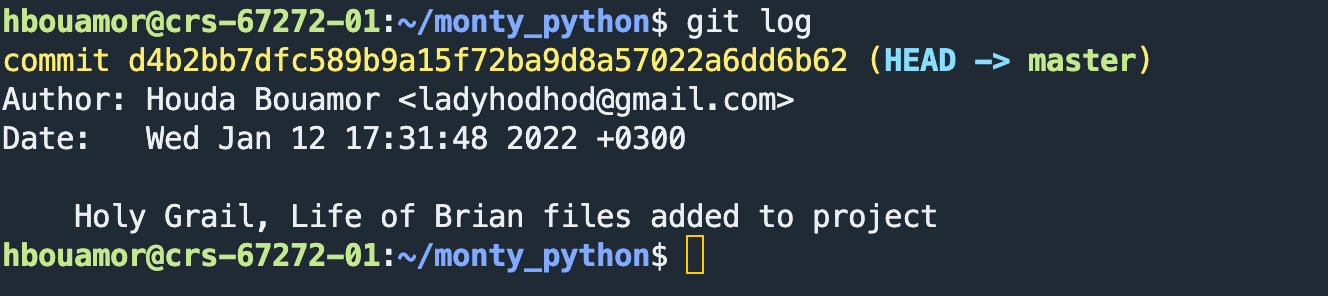 hbouamor@crs-67272-01:~/monty_python$ git log
commit d4b2bb7dfc589b9a15f72ba9d8a57022a6dd6b62 (HEAD -> master)
Author: Houda Bouamor <ladyhodhod@gmail.com>
Date:   Wed Jan 12 17:31:48 2022 +0300
    Holy Grail, Life of Brian files added to project
hbouamor@crs-67272-01:~/monty_python$